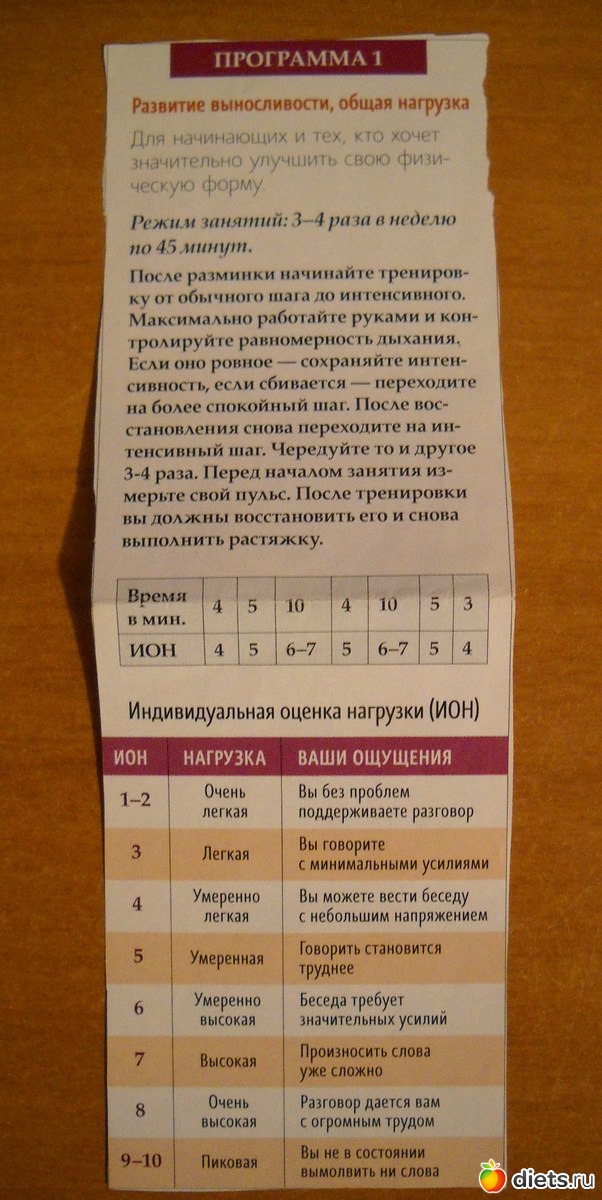 ПРОГРАММА 1
Развитие выносливости, общая нагрузка
Для начинающих и тех, кто хочет
значительно улучшить свою физи-
ческую форму.
Режим занятий: 3–4 раза в неделю
по 45 минут.
После разминки начинайте трениров-
ку от обычного шага до интенсивного.
Максимально работайте руками и кон-
тролируйте равномерность дыхания.
Если оно ровное — сохраняйте интен-
сивность, если сбивается — переходите
на более спокойный шаг. После вос-
становления снова переходите на ин-
тенсивный шаг. Чередуйте то и другое
3-4 раза. Перед началом занятия из-
мерьте свой пульс. После тренировки
вы должны восстановить его и снова
выполнить растяжку.
Время в мин. 4 5 10 4 10 5 3
ИОН 4 5 6–7 5 6–7 5 4
Индивидуальная оценка нагрузки (ИОН)
ИОН НАГРУЗКА ВАШИ ОЩУЩЕНИЯ
1–2 Очень легкая Вы без проблем поддерживаете разговор
3 Легкая Вы говорите с минимальными усилиями
4 Умеренно легкая Вы можете вести беседу с небольшим напряжением
5 Умеренная Говорить становится труднее
6 Умеренно высокая Беседа требует значительных усилий
7 Высокая Произносить слова уже сложно
8 Очень высокая Разговор дается вам с огромным трудом
9–10 Пиковая Вы не в состоянии вымолвить ни слова
diets.ru